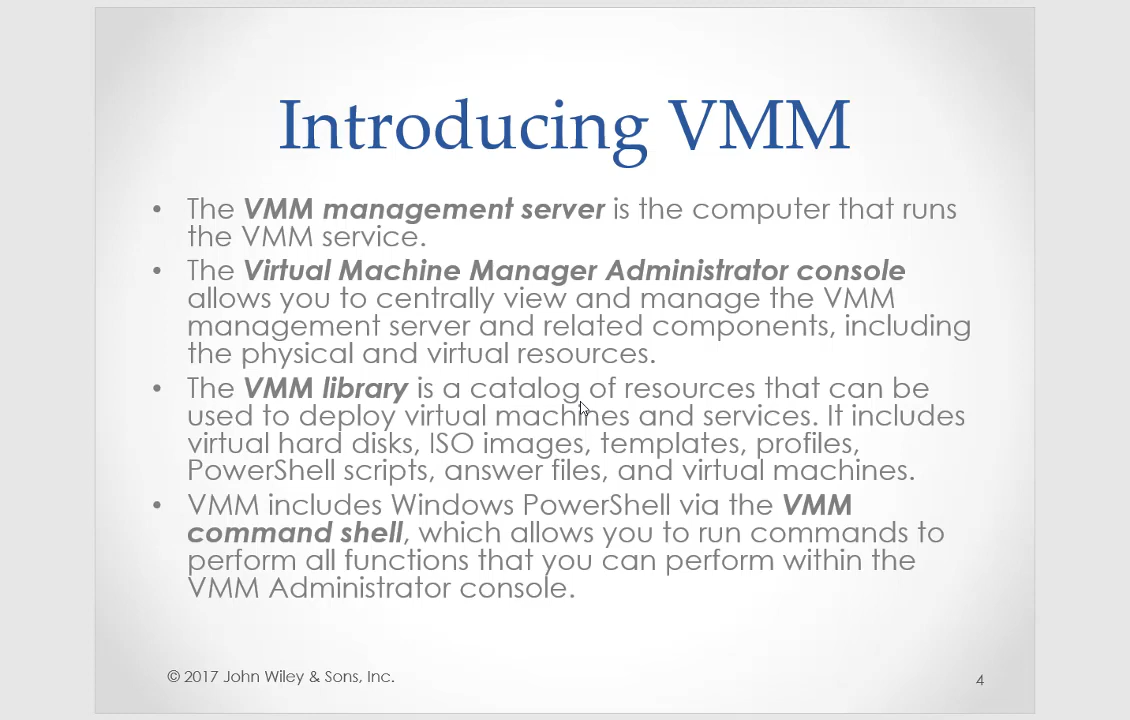 Introducing VMM
• The VMM management server is the computer that runs
the VMM service.
• The Virtual Machine Manager Administrator console
allows you to centrally view and manage the VMM
management server and related components, including
the physical and virtual resources.
• The VMM library is a catalog of resources that can be
used to deploy virtual machines and services. It includes
virtual hard disks, ISO images, templates, profiles,
PowerShell scripts, answer files, and virtual machines.
• VMM includes Windows PowerShell via the VMM
command shell, which allows you to run commands to
perform all functions that you can perform within the
VMM Administrator console.
© 2017 John Wiley & Sons, Inc.
4